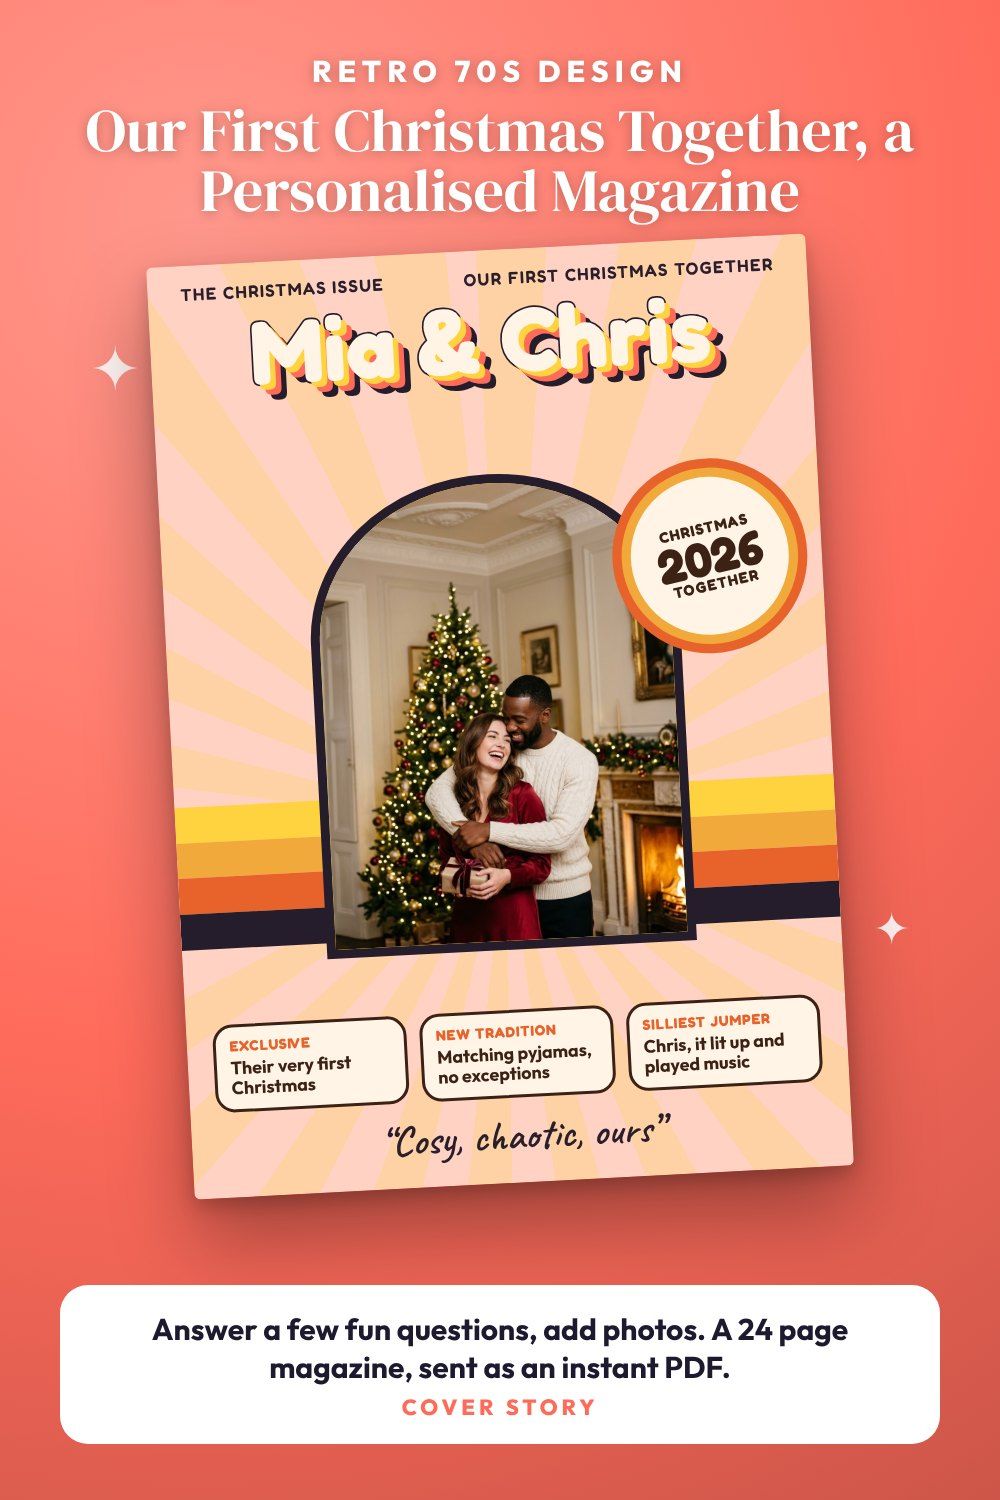 RETRO 70S DESIGN
Our First Christmas Together, a
Personalised Magazine
THE CHRISTMAS ISSUE
OUR FIRST CHRISTMAS TOGETHER
Mia & Chris
CHRISTMAS
2026
TOGETHER
EXCLUSIVE
Their very first
Christmas
NEW TRADITION
Matching pyjamas,
no exceptions
SILLIEST JUMPER
Chris, it lit up and
played music
“Cosy, chaotic, ours”
Answer a few fun questions, add photos. A 24 page
magazine, sent as an instant PDF.
COVER STORY